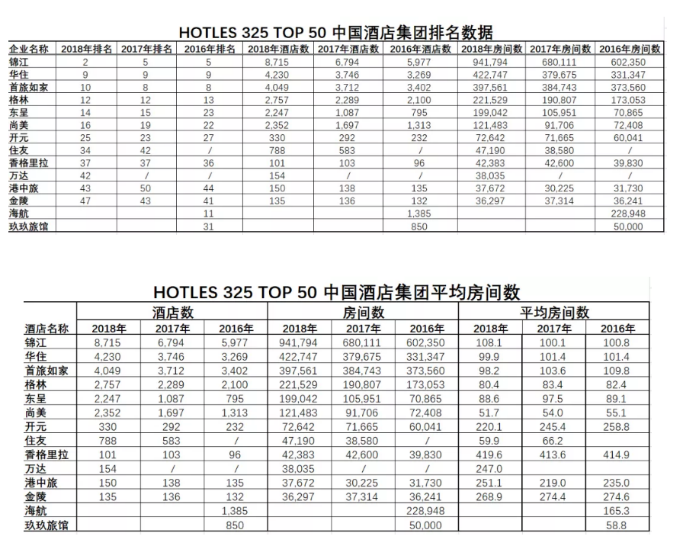 HOTLES 325 TOP 50 中国酒店集团排名数据
企业名称 2018年排名 2017年排名 2016年排名 2018年酒店数 2017年酒店数 2016年酒店数 2018年房间数 2017年房间数 2016年房间数
锦江 2 5 5 8,715 6,794 5,977 941,794 680,111 602,350
华住 9 9 9 4,230 3,746 3,269 422,747 379,675 331,347
首旅如家 10 8 8 4,049 3,712 3,402 397,561 384,743 373,560
格林 12 12 13 2,757 2,289 2,100 221,529 190,807 173,053
东呈 14 15 23 2,247 1,087 795 199,042 105,951 70,865
尚美 16 19 22 2,352 1,697 1,313 121,483 91,706 72,408
开元 25 23 27 330 292 232 72,642 71,665 60,041
住友 34 42 / 788 583 / 47,190 38,580 /
香格里拉 37 37 36 101 103 96 42,383 42,600 39,830
万达 42 / / 154 / / 38,035 / /
港中旅 43 50 44 150 138 135 37,672 30,225 31,730
金陵 47 43 41 135 136 132 36,297 37,314 36,241
海航 11 1,385 228,948
玖玖旅馆 31 850 50,000
HOTLES 325 TOP 50 中国酒店集团平均房间数
酒店数 房间数 平均房间数
酒店名称 2018年 2017年 2016年 2018年 2017年 2016年 2018年 2017年 2016年
锦江 8,715 6,794 5,977 941,794 680,111 602,350 108.1 100.1 100.8
华住 4,230 3,746 3,269 422,747 379,675 331,347 99.9 101.4 101.4
首旅如家 4,049 3,712 3,402 397,561 384,743 373,560 98.2 103.6 109.8
格林 2,757 2,289 2,100 221,529 190,807 173,053 80.4 83.4 82.4
东呈 2,247 1,087 795 199,042 105,951 70,865 88.6 97.5 89.1
尚美 2,352 1,697 1,313 121,483 91,706 72,408 51.7 54.0 55.1
开元 330 292 232 72,642 71,665 60,041 220.1 245.4 258.8
住友 788 583 / 47,190 38,580 / 59.9 66.2
香格里拉 101 103 96 42,383 42,600 39,830 419.6 413.6 414.9
万达 154 / / 38,035 / / 247.0
港中旅 150 138 135 37,672 30,225 31,730 251.1 219.0 235.0
金陵 135 136 132 36,297 37,314 36,241 268.9 274.4 274.6
海航 1,385 228,948 165.3
玖玖旅馆 850 50,000 58.8